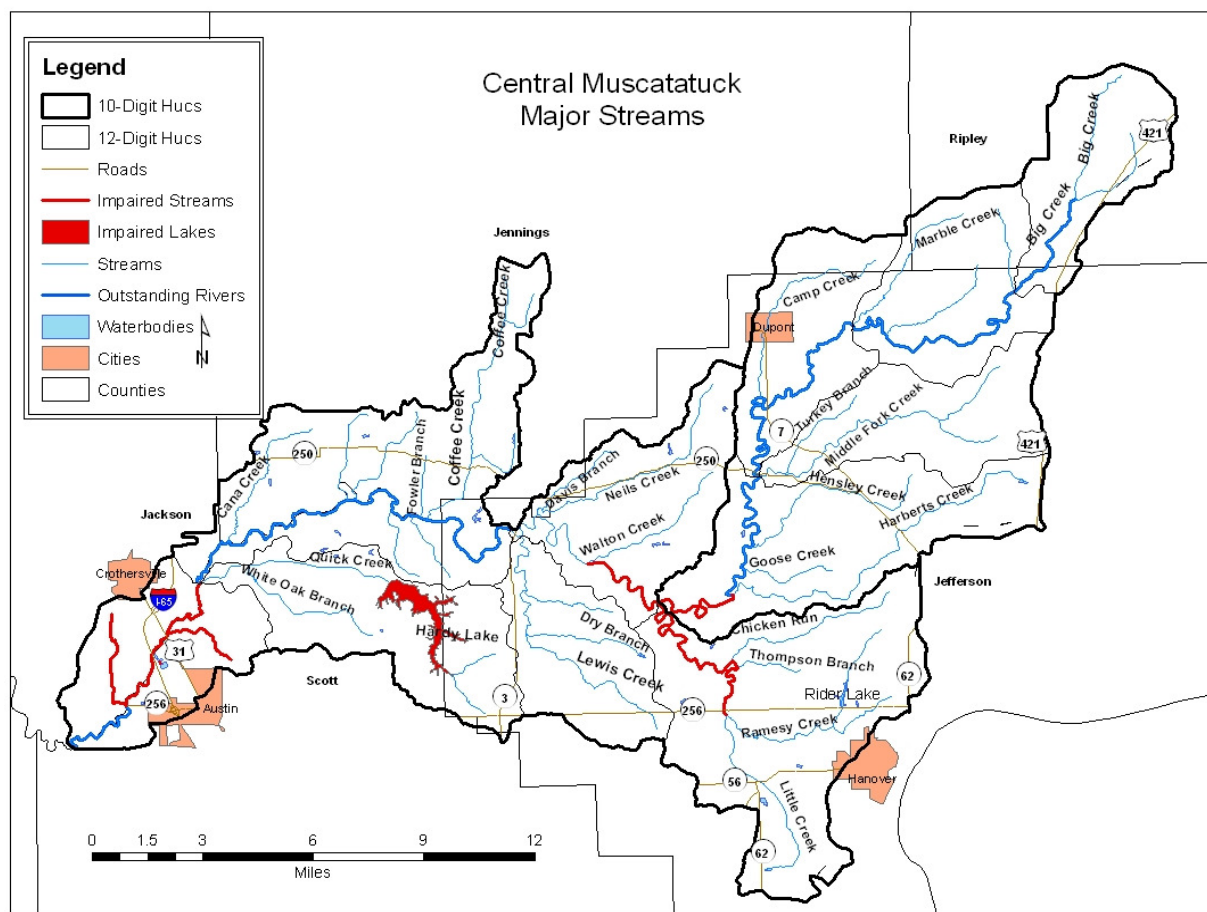 Central Muscatatuck
Major Streams
Legend
10-Digit Hucs
12-Digit Hucs
Roads
Impaired Streams
Impaired Lakes
Streams
Outstanding Rivers
Waterbodies
Cities
Counties
N
Ripley
421
Big Creek
Big Creek
Marble Creek
Jennings
Camp Creek
Dupont
Coffee Creek
Coffee Creek
Fowler Branch
Turkey Branch
Middle Fork Creek
7
421
250
250
Cana Creek
Davis Branch
Neils Creek
Hensley Creek
Harberts Creek
Jackson
Walton Creek
Goose Creek
Quick Creek
White Oak Branch
Crothersville
I-65
Jefferson
Chicken Run
Dry Branch
Hardy Lake
Thompson Branch
Lewis Creek
31
Scott
62
Rider Lake
3
256
256
Austin
Ramesy Creek
Hanover
56
Little Creek
62
0 1.5 3 6 9 12
Miles